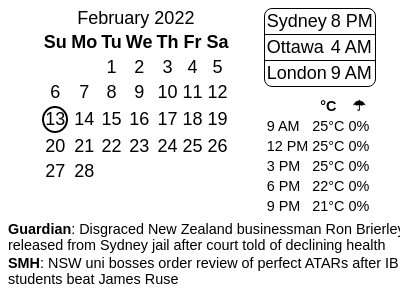 February 2022
Su Mo Tu We Th Fr Sa
1 2 3 4 5
6 7 8 9 10 11 12
13 14 15 16 17 18 19
20 21 22 23 24 25 26
27 28
Sydney 8 PM
Ottawa 4 AM
London 9 AM
°C ☂
9 AM 25°C 0%
12 PM 25°C 0%
3 PM 25°C 0%
6 PM 22°C 0%
9 PM 21°C 0%
Guardian: Disgraced New Zealand businessman Ron Brierley
released from Sydney jail after court told of declining health
SMH: NSW uni bosses order review of perfect ATARs after IB
students beat James Ruse